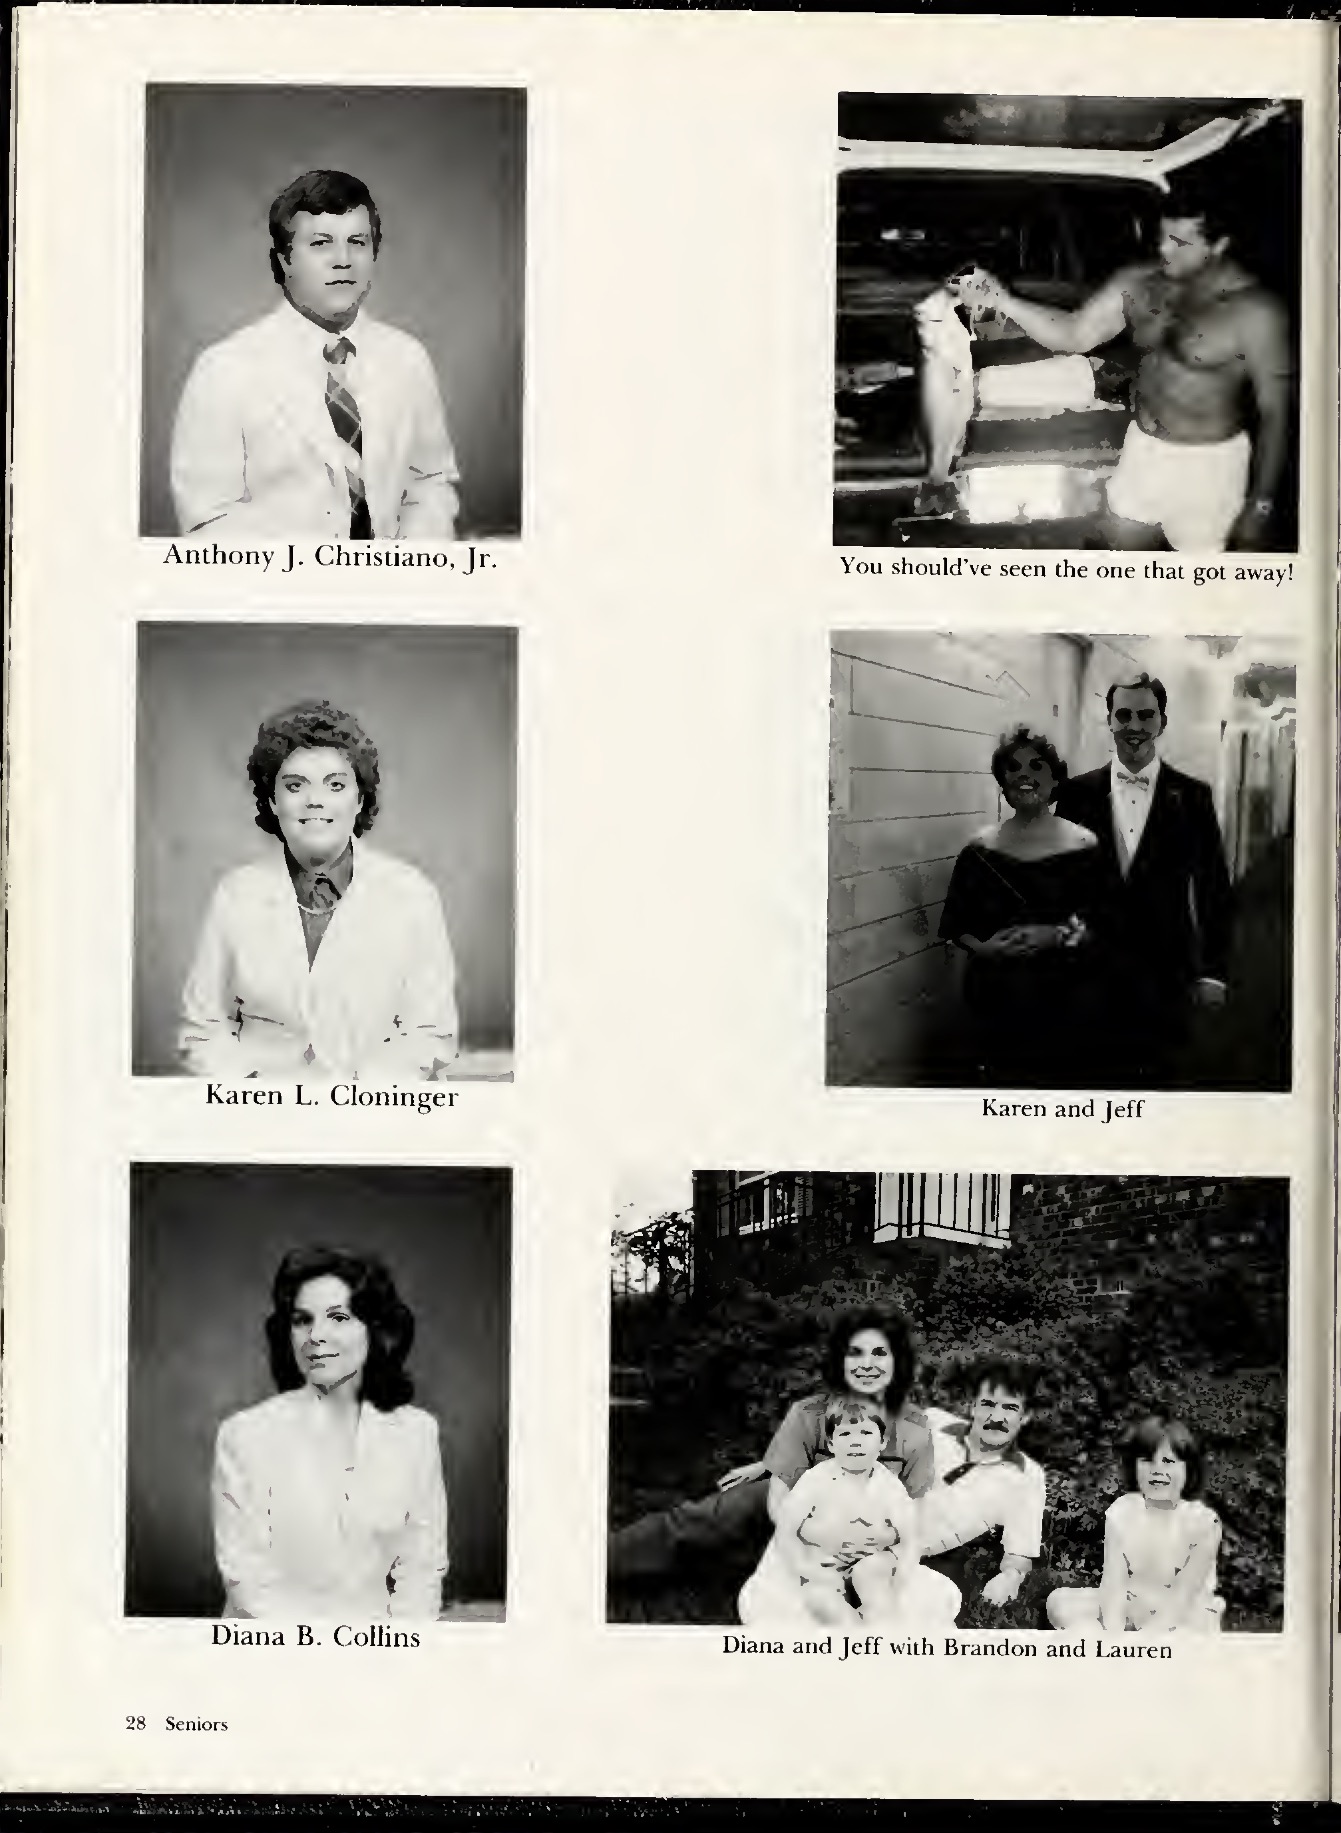 Anthony J. Christiano, Jr.
You should've seen the one that got away!
Karen L. Cloninger
Karen and Jeff
Diana B. Collins
Diana and Jeff with Brandon and Lauren
28 Seniors